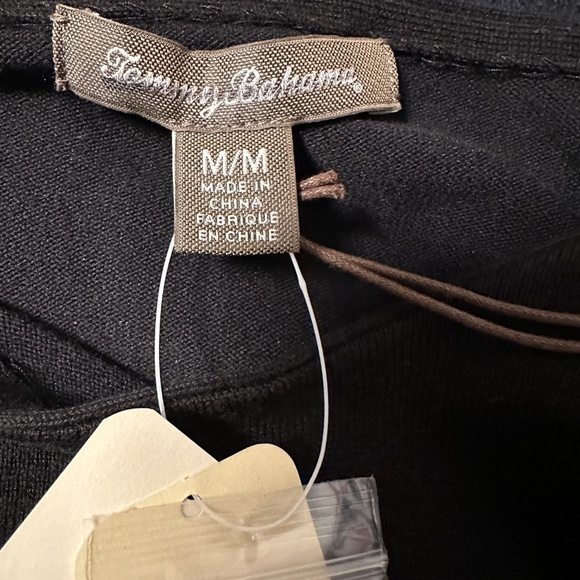 Tommy Bahama®
M/M
MADE IN
CHINA
FABRIQUE
EN CHINE